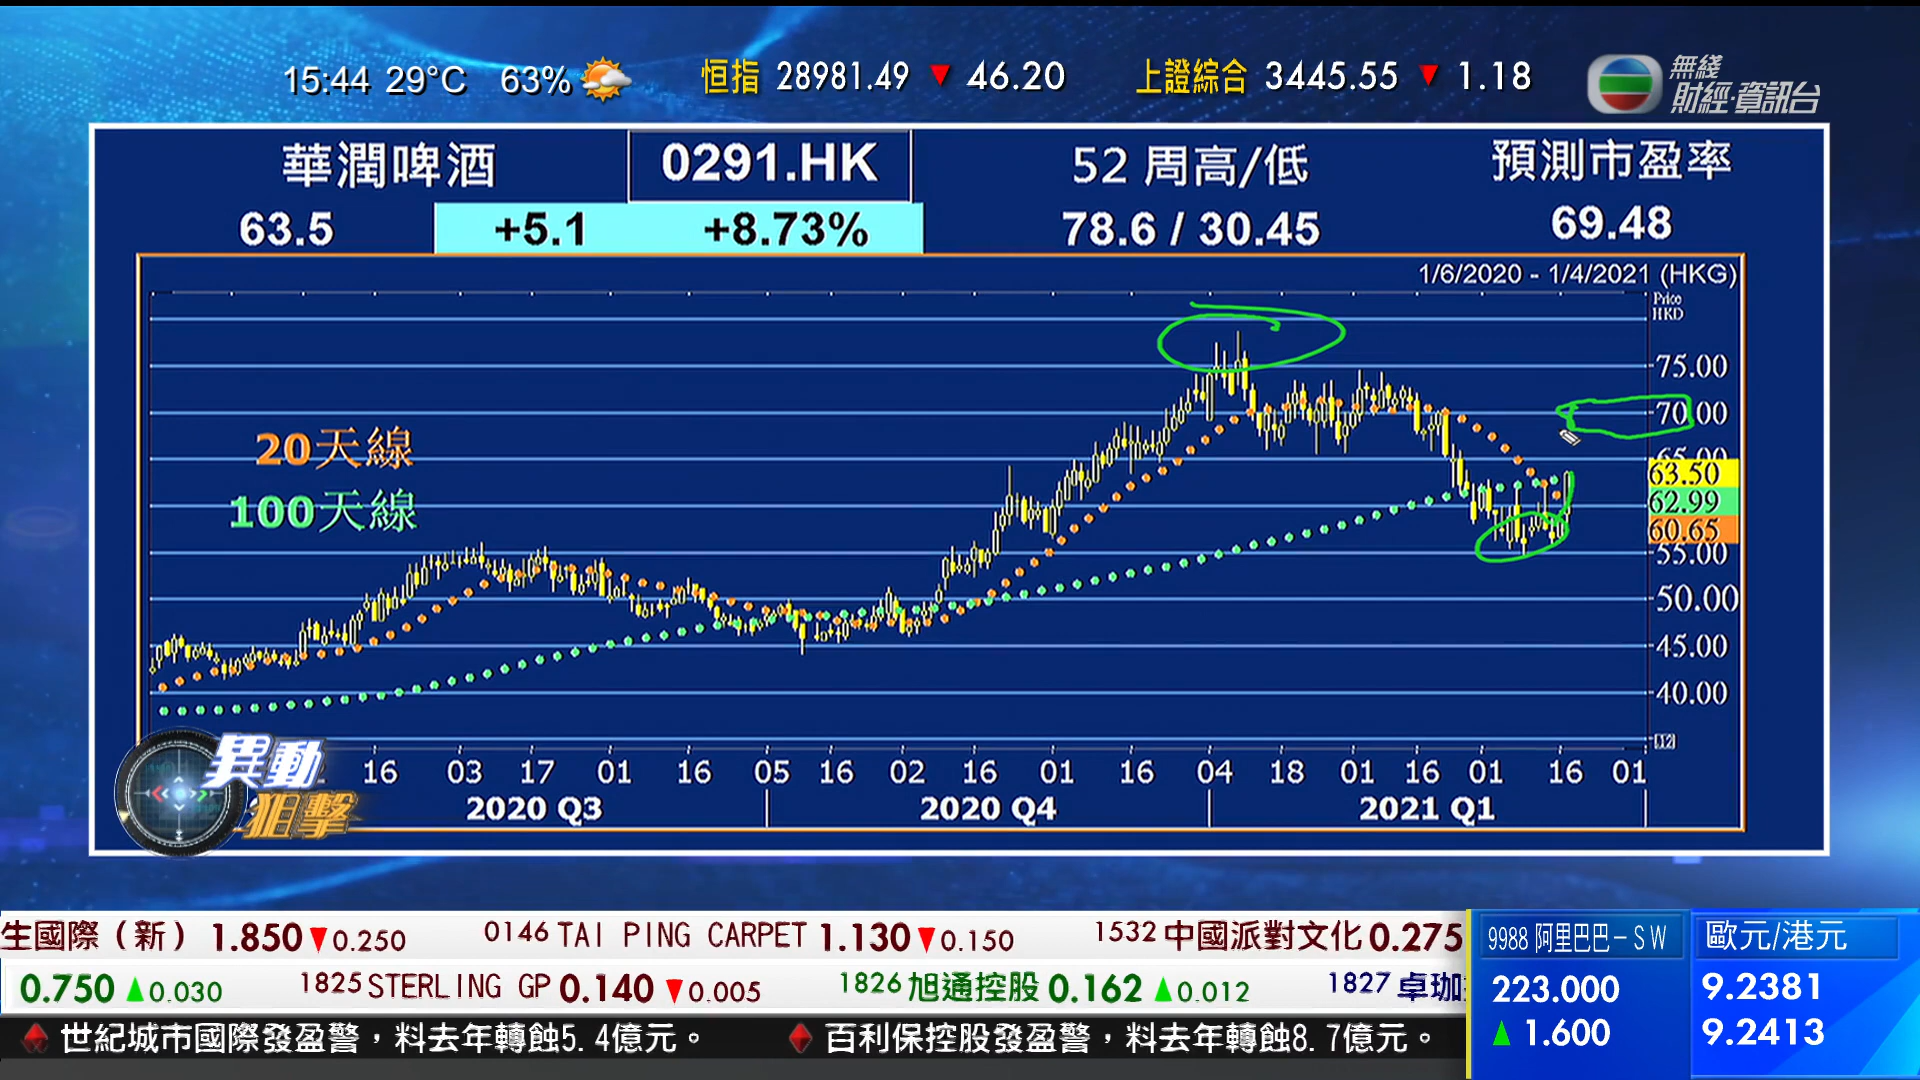 15:44 29°C 63%
恒指 28981.49 ▼ 46.20
上證綜合 3445.55 ▼ 1.18
無綫
財經·資訊台
華潤啤酒
0291.HK
52 周高/低
預測市盈率
63.5
+5.1
+8.73%
78.6 / 30.45
69.48
1/6/2020 - 1/4/2021 (HKG)
Price
HKD
75.00
70.00
65.00
63.50
62.99
60.65
55.00
50.00
45.00
40.00
20天線
100天線
異動
狙擊
16 03 17 01 16 05 16 02 16 01 16 04 18 01 16 01 16 01
2020 Q3
2020 Q4
2021 Q1
生國際（新） 1.850 ▼0.250
0146 TAI PING CARPET 1.130 ▼0.150
1532 中國派對文化 0.275
0.750 ▲0.030
1825 STERLING GP 0.140 ▼0.005
1826 旭通控股 0.162 ▲0.012
1827 卓珈
世紀城市國際發盈警，料去年轉蝕5.4億元。
百利保控股發盈警，料去年轉蝕8.7億元。
9988 阿里巴巴－ＳＷ
223.000
▲ 1.600
歐元/港元
9.2381
9.2413